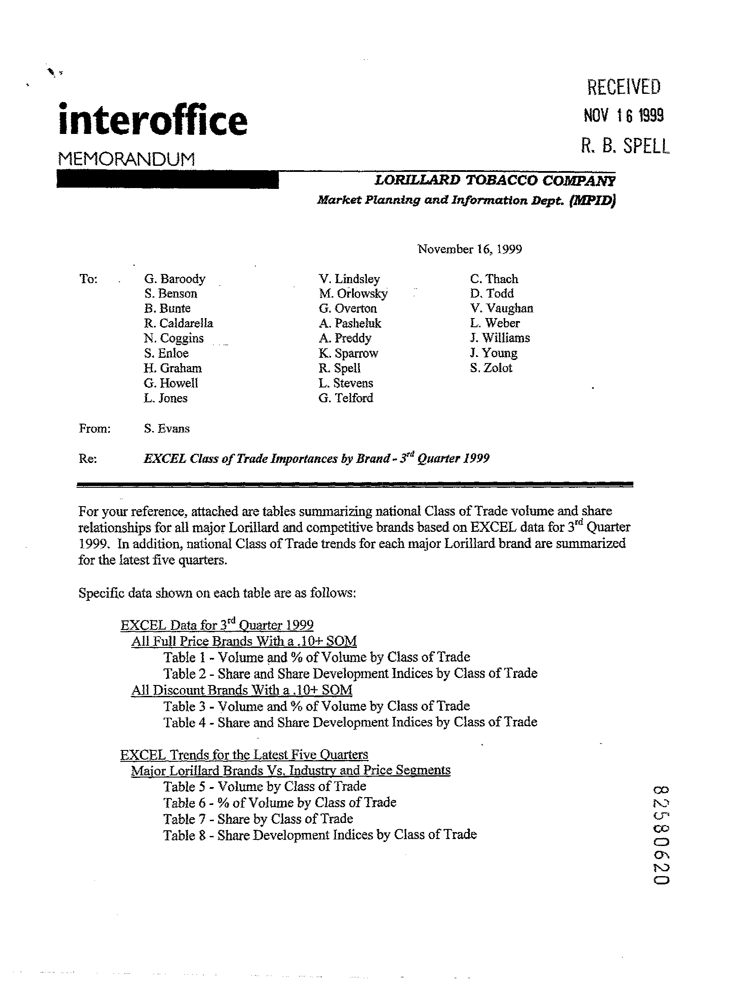 RECEIVED
NOV 16 1999
R. B. SPELL
interoffice
MEMORANDUM
LORILLARD TOBACCO COMPANY
Market Planning and Information Dept. (MPID)
November 16, 1999
To: G. Baroody V. Lindsley C. Thach
S. Benson M. Orlowsky D. Todd
B. Bunte G. Overton V. Vaughan
R. Caldarella A. Pasheluk L. Weber
N. Coggins A. Preddy J. Williams
S. Enloe K. Sparrow J. Young
H. Graham R. Spell S. Zolot
G. Howell L. Stevens
L. Jones G. Telford
From: S. Evans
Re: EXCEL Class of Trade Importances by Brand - 3rd Quarter 1999
For your reference, attached are tables summarizing national Class of Trade volume and share
relationships for all major Lorillard and competitive brands based on EXCEL data for 3rd Quarter
1999. In addition, national Class of Trade trends for each major Lorillard brand are summarized
for the latest five quarters.
Specific data shown on each table are as follows:
EXCEL Data for 3rd Quarter 1999
All Full Price Brands With a .10+ SOM
Table 1 - Volume and % of Volume by Class of Trade
Table 2 - Share and Share Development Indices by Class of Trade
All Discount Brands With a .10+ SOM
Table 3 - Volume and % of Volume by Class of Trade
Table 4 - Share and Share Development Indices by Class of Trade
EXCEL Trends for the Latest Five Quarters
Major Lorillard Brands Vs. Industry and Price Segments
Table 5 - Volume by Class of Trade
Table 6 - % of Volume by Class of Trade
Table 7 - Share by Class of Trade
Table 8 - Share Development Indices by Class of Trade
82580620